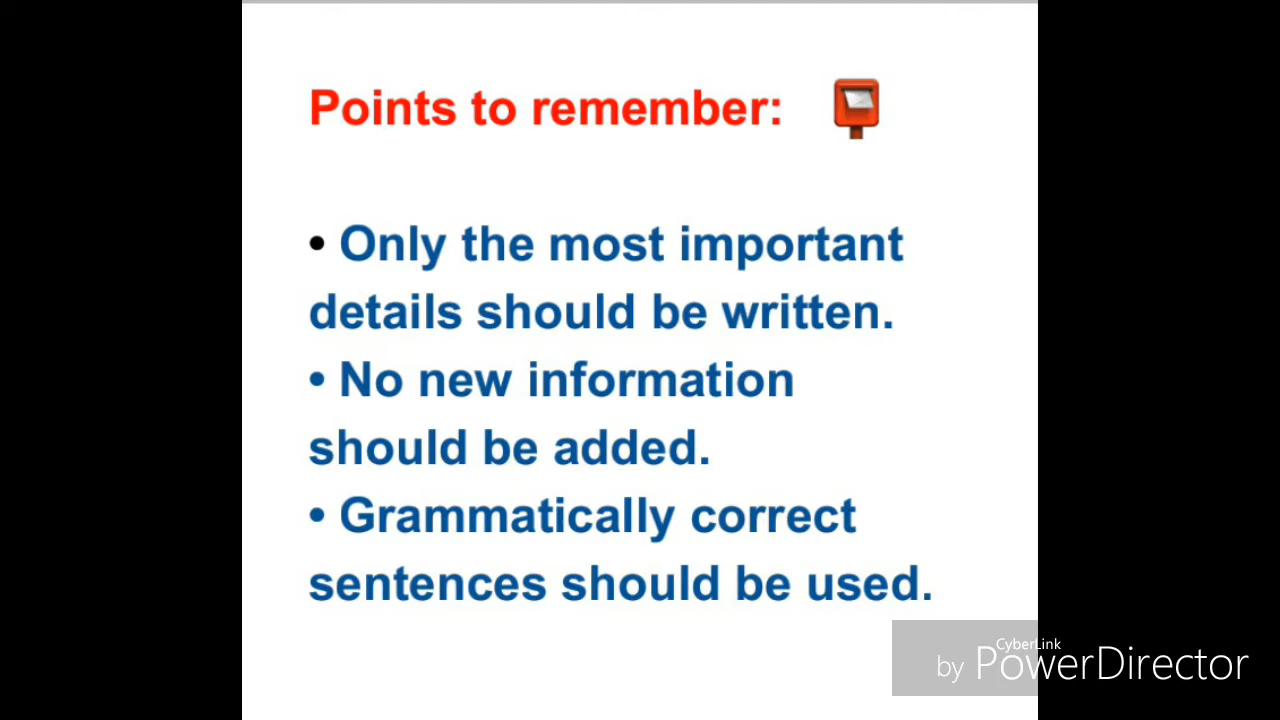 Points to remember:
• Only the most important
details should be written.
• No new information
should be added.
• Grammatically correct
sentences should be used.
CyberLink
by PowerDirector